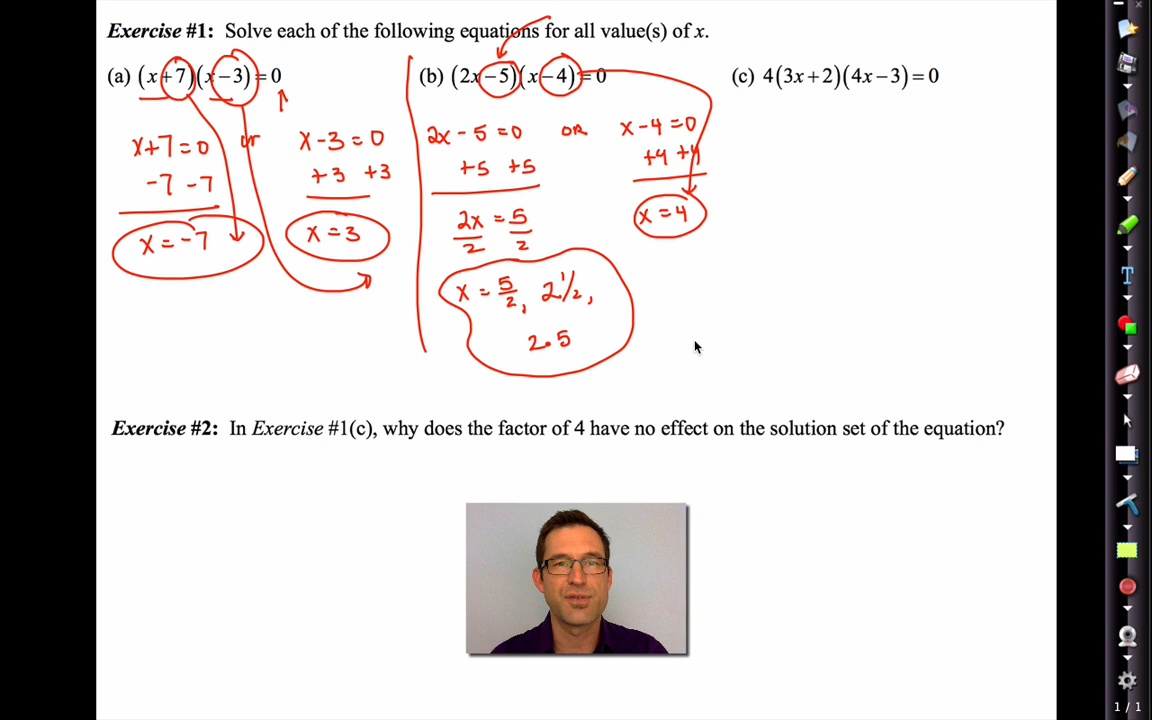 Exercise #1: Solve each of the following equations for all value(s) of x.
(a) (x+7)(x−3)=0
x+7=0 or x-3=0
-7 -7 +3 +3
x=-7 x=3
(b) (2x−5)(x−4)=0
2x-5=0 OR x-4=0
+5 +5 +4 +4
2x=5 x=4
2 2
x=5/2, 2 1/2,
2.5
(c) 4(3x+2)(4x−3)=0
Exercise #2: In Exercise #1(c), why does the factor of 4 have no effect on the solution set of the equation?
T
1 / 1